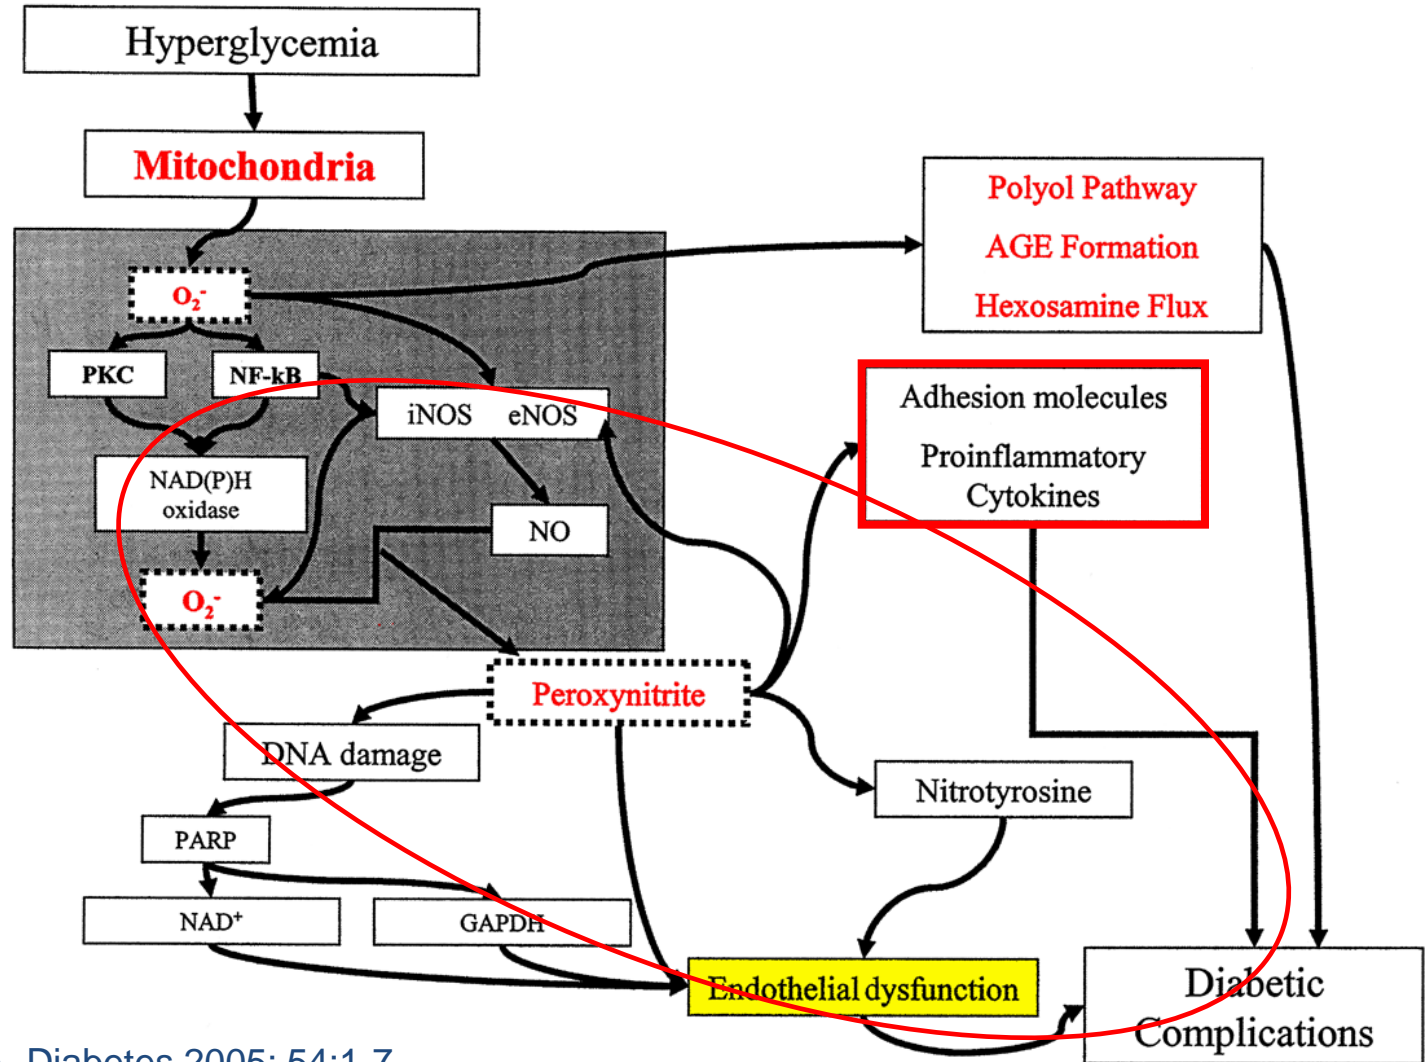 Hyperglycemia
Mitochondria
Polyol Pathway
AGE Formation
Hexosamine Flux
O₂⁻
PKC
NF-kB
iNOS eNOS
Adhesion molecules
Proinflammatory
Cytokines
NAD(P)H
oxidase
NO
O₂⁻
Peroxynitrite
DNA damage
Nitrotyrosine
PARP
NAD⁺
GAPDH
Endothelial dysfunction
Diabetic
Complications
Diabetes 2005; 54:1-7